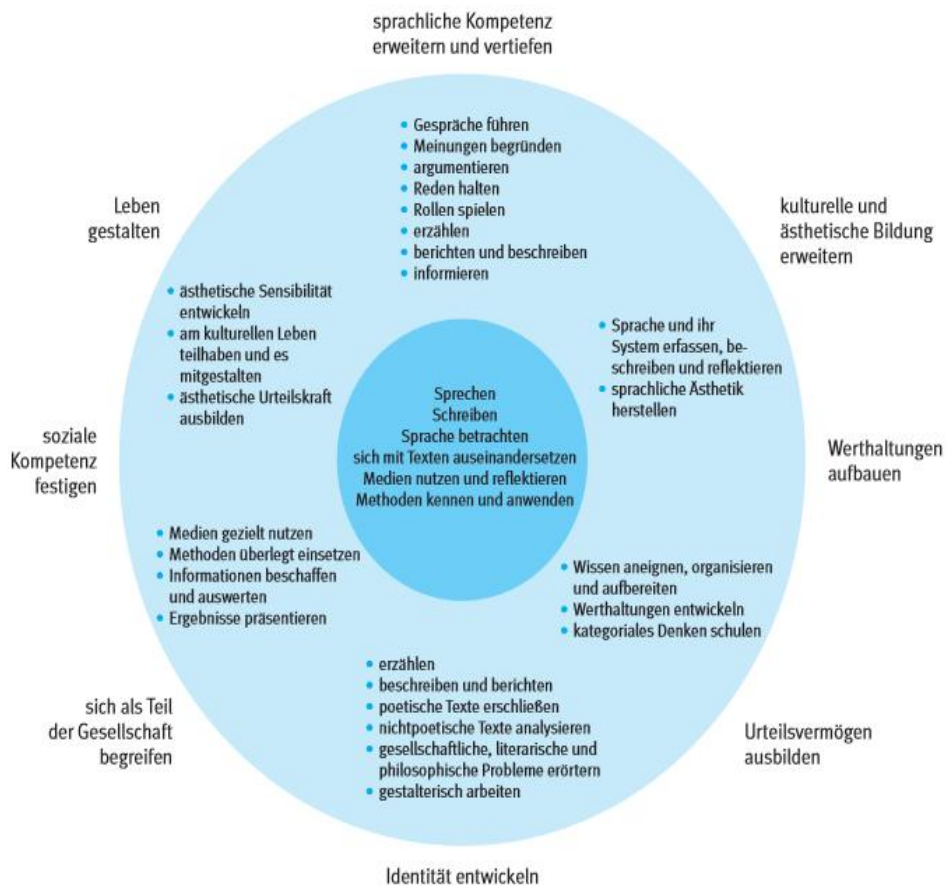 sprachliche Kompetenz
erweitern und vertiefen
• Gespräche führen
• Meinungen begründen
• argumentieren
• Reden halten
• Rollen spielen
• erzählen
• berichten und beschreiben
• informieren
Leben
gestalten
kulturelle und
ästhetische Bildung
erweitern
• ästhetische Sensibilität
entwickeln
• am kulturellen Leben
teilhaben und es
mitgestalten
• ästhetische Urteilskraft
ausbilden
• Sprache und ihr
System erfassen, be-
schreiben und reflektieren
• sprachliche Ästhetik
herstellen
Sprechen
Schreiben
Sprache betrachten
sich mit Texten auseinandersetzen
Medien nutzen und reflektieren
Methoden kennen und anwenden
soziale
Kompetenz
festigen
Werthaltungen
aufbauen
• Medien gezielt nutzen
• Methoden überlegt einsetzen
• Informationen beschaffen
und auswerten
• Ergebnisse präsentieren
• Wissen aneignen, organisieren
und aufbereiten
• Werthaltungen entwickeln
• kategoriales Denken schulen
• erzählen
• beschreiben und berichten
• poetische Texte erschließen
• nichtpoetische Texte analysieren
• gesellschaftliche, literarische und
philosophische Probleme erörtern
• gestalterisch arbeiten
sich als Teil
der Gesellschaft
begreifen
Urteilsvermögen
ausbilden
Identität entwickeln